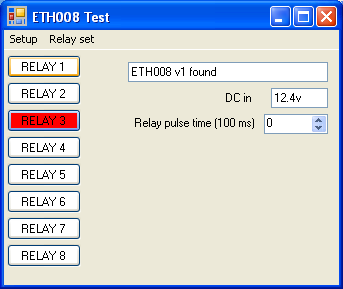 ETH008 Test
Setup Relay set
RELAY 1
ETH008 v1 found
RELAY 2
DC in 12.4v
RELAY 3
Relay pulse time (100 ms) 0
RELAY 4
RELAY 5
RELAY 6
RELAY 7
RELAY 8